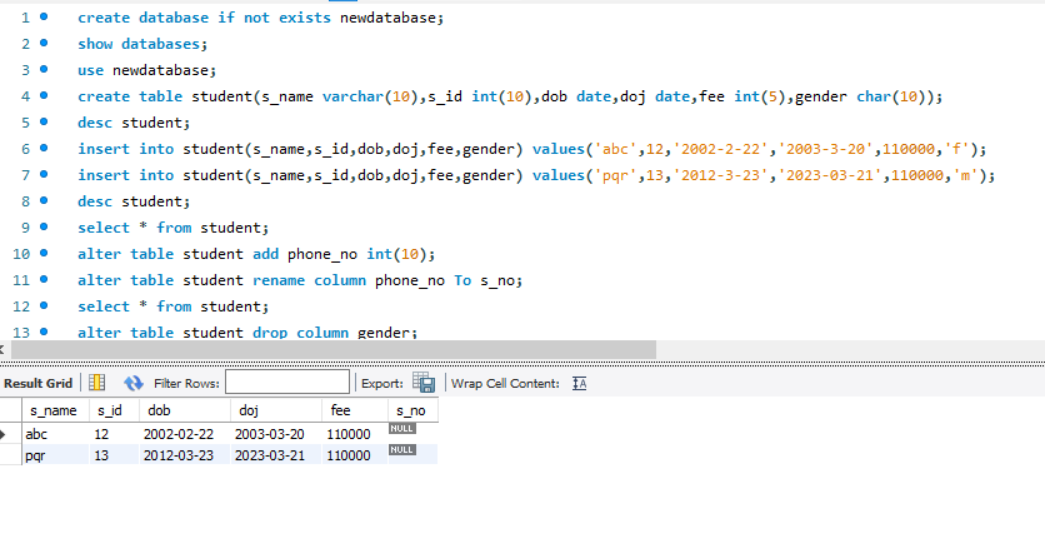 1 create database if not exists newdatabase;
2 show databases;
3 use newdatabase;
4 create table student(s_name varchar(10),s_id int(10),dob date,doj date,fee int(5),gender char(10));
5 desc student;
6 insert into student(s_name,s_id,dob,doj,fee,gender) values('abc',12,'2002-2-22','2003-3-20',110000,'f');
7 insert into student(s_name,s_id,dob,doj,fee,gender) values('pqr',13,'2012-3-23','2023-03-21',110000,'m');
8 desc student;
9 select * from student;
10 alter table student add phone_no int(10);
11 alter table student rename column phone_no To s_no;
12 select * from student;
13 alter table student drop column gender;
Result Grid Filter Rows: Export: Wrap Cell Content:
s_name s_id dob doj fee s_no
abc 12 2002-02-22 2003-03-20 110000 NULL
pqr 13 2012-03-23 2023-03-21 110000 NULL